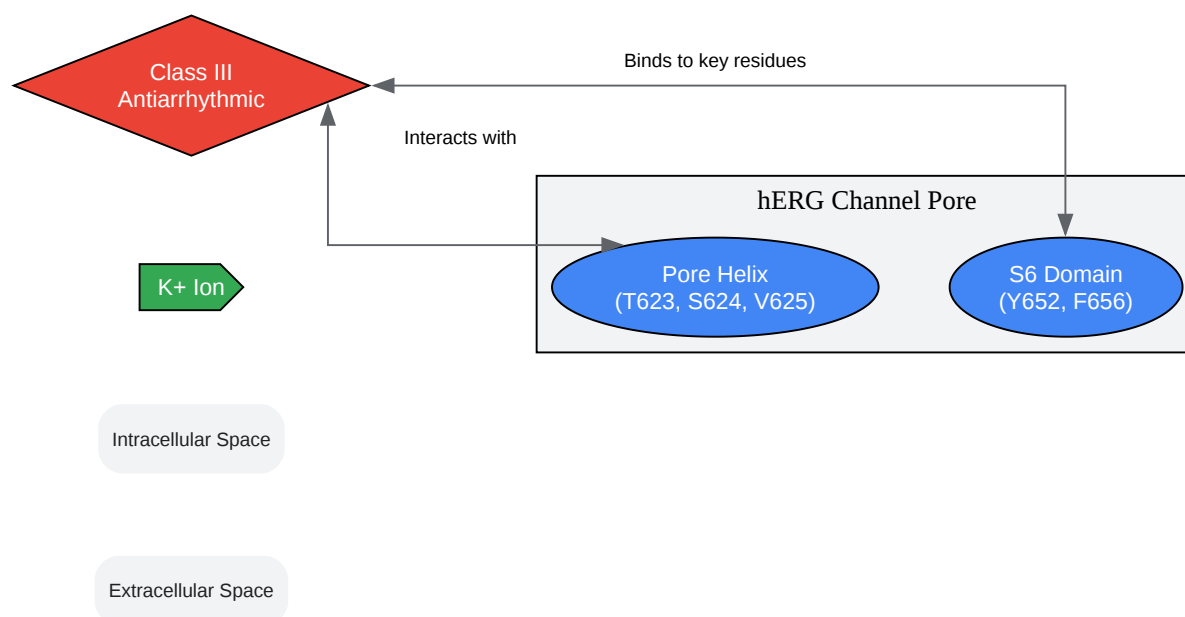 Class III
Antiarrhythmic
Binds to key residues
Interacts with
hERG Channel Pore
Pore Helix
(T623, S624, V625)
S6 Domain
(Y652, F656)
K+ Ion
Intracellular Space
Extracellular Space